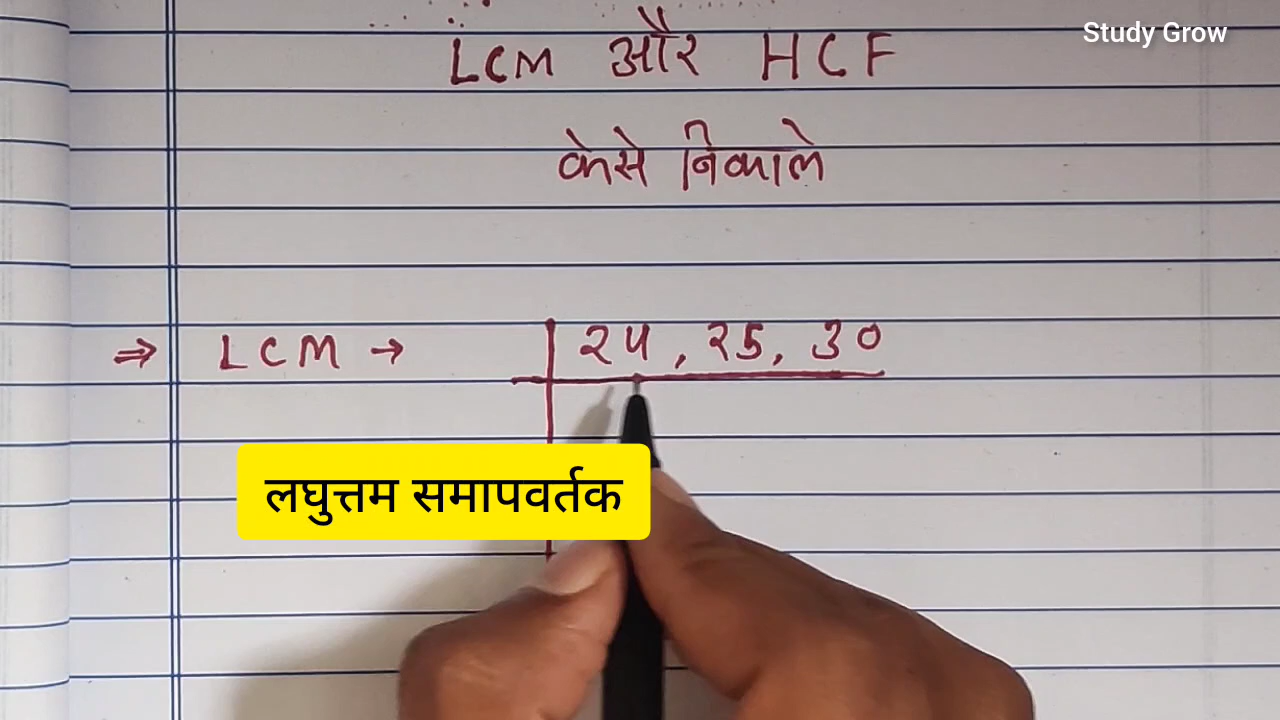 Study Grow
LCM और HCF
केसे निकाले
⇒ LCM → 24, 25, 30
लघुत्तम समापवर्तक